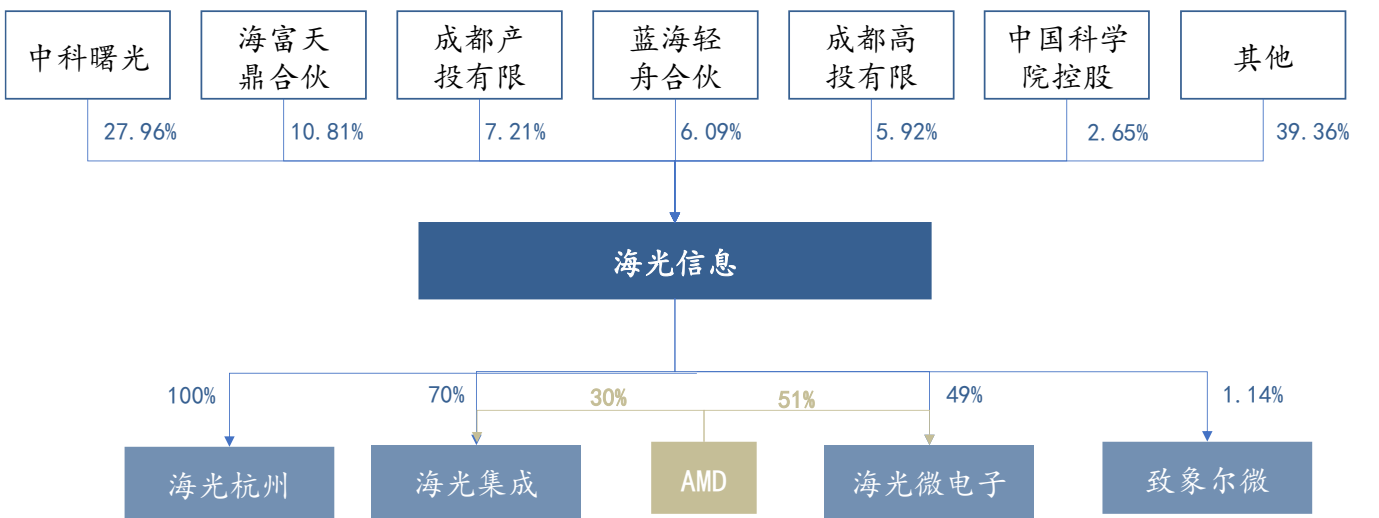 中科曙光
海富天
鼎合伙
成都产
投有限
蓝海轻
舟合伙
成都高
投有限
中国科学
院控股
其他
27.96%
10.81%
7.21%
6.09%
5.92%
2.65%
39.36%
海光信息
100%
70%
30%
51%
49%
1.14%
海光杭州
海光集成
AMD
海光微电子
致象尔微